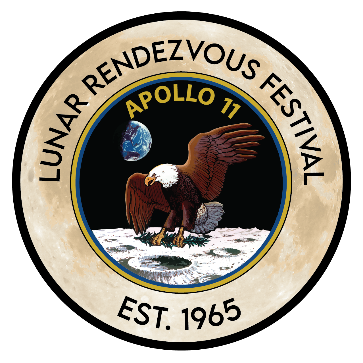 LUNAR RENDEZVOUS FESTIVAL
APOLLO 11
EST. 1965